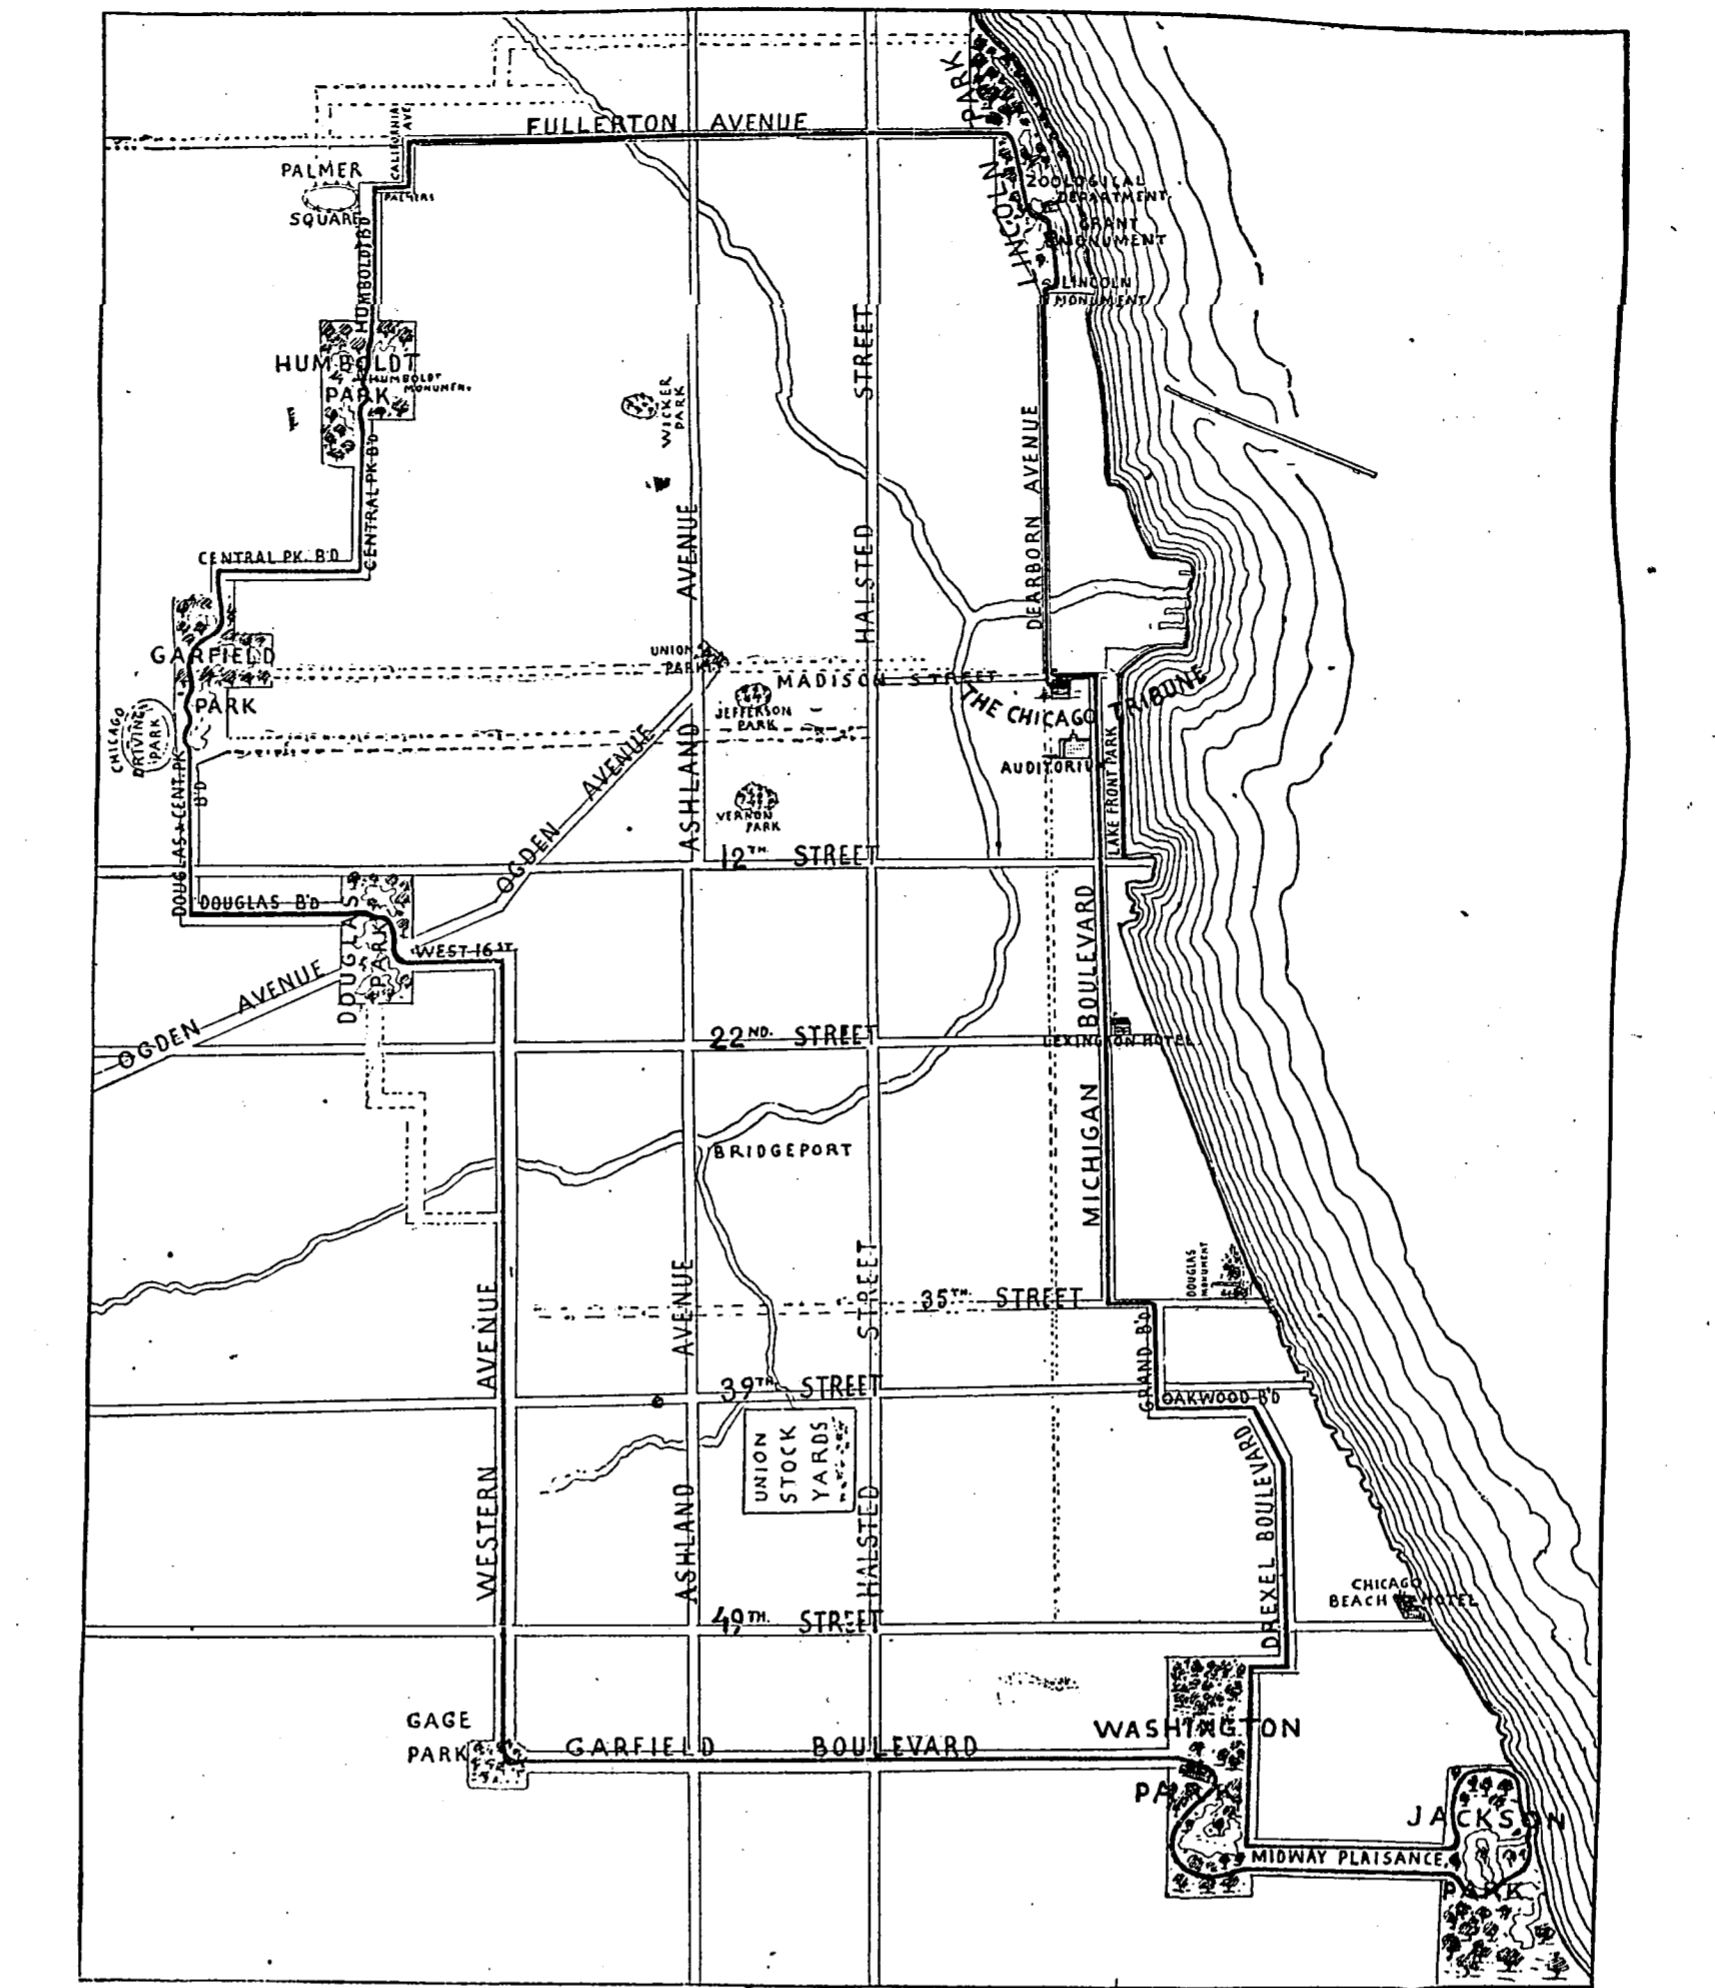 FULLERTON AVENUE
CALIFORNIA AVE
PALMER
SQUARE
PALMERS
HUMBOLDT B'D
LINCOLN PARK
ZOOLOGICAL
DEPARTMENT
GRANT
MONUMENT
LINCOLN
MONUMENT
HUMBOLDT
PARK
HUMBOLDT
MONUMENT
WICKER
PARK
CENTRAL PK B'D
CENTRAL PK. B'D
ASHLAND AVENUE
HALSTED STREET
DEARBORN AVENUE
GARFIELD
PARK
UNION
PARK
MADISON STREET
JEFFERSON
PARK
THE CHICAGO TRIBUNE
CHICAGO
DRIVING
PARK
AUDITORIUM
LAKE FRONT PARK
OGDEN AVENUE
VERNON
PARK
DOUGLAS & CENT. PK.
B'D
12TH. STREET
DOUGLAS B'D
DOUGLAS
PARK
WEST 16 ST
OGDEN AVENUE
22ND. STREET
LEXINGTON HOTEL
MICHIGAN BOULEVARD
BRIDGEPORT
DOUGLAS
MONUMENT
35TH. STREET
GRAND B'D
WESTERN AVENUE
ASHLAND AVENUE
HALSTED STREET
39TH. STREET
OAKWOOD B'D
UNION
STOCK
YARDS
DREXEL BOULEVARD
CHICAGO
BEACH HOTEL
49TH. STREET
GAGE
PARK
GARFIELD BOULEVARD
WASHINGTON
PARK
JACKSON
PARK
MIDWAY PLAISANCE